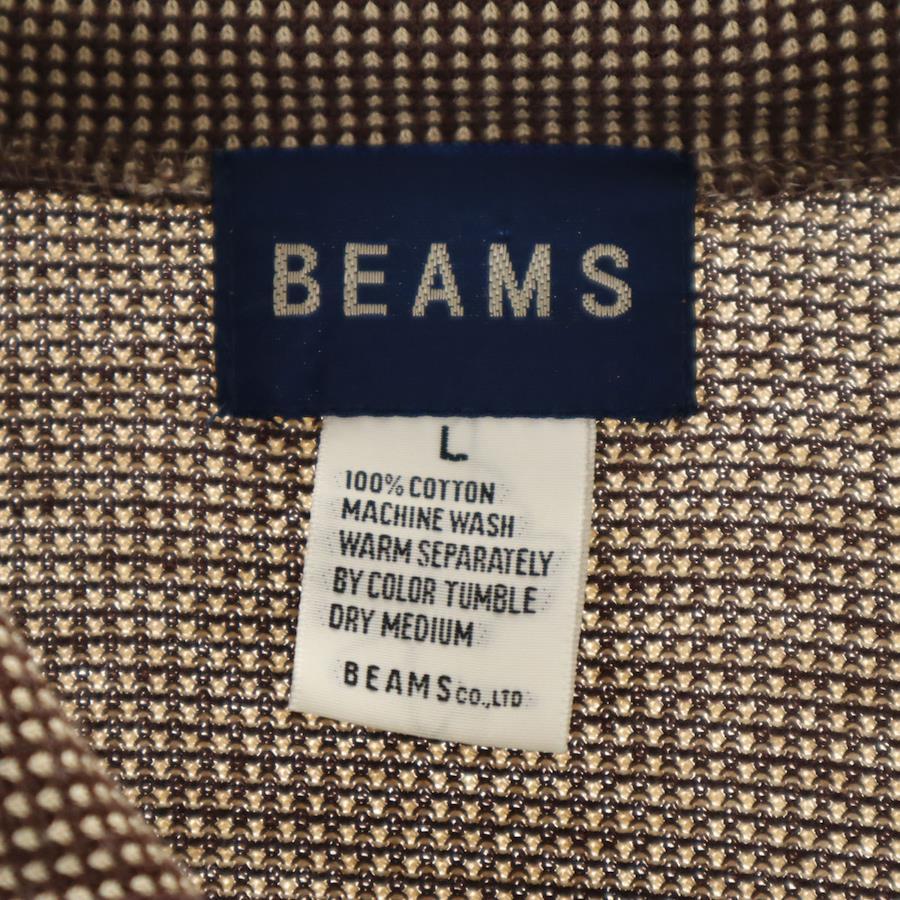 BEAMS
L
100% COTTON
MACHINE WASH
WARM SEPARATELY
BY COLOR TUMBLE
DRY MEDIUM
BEAMS CO.,LTD